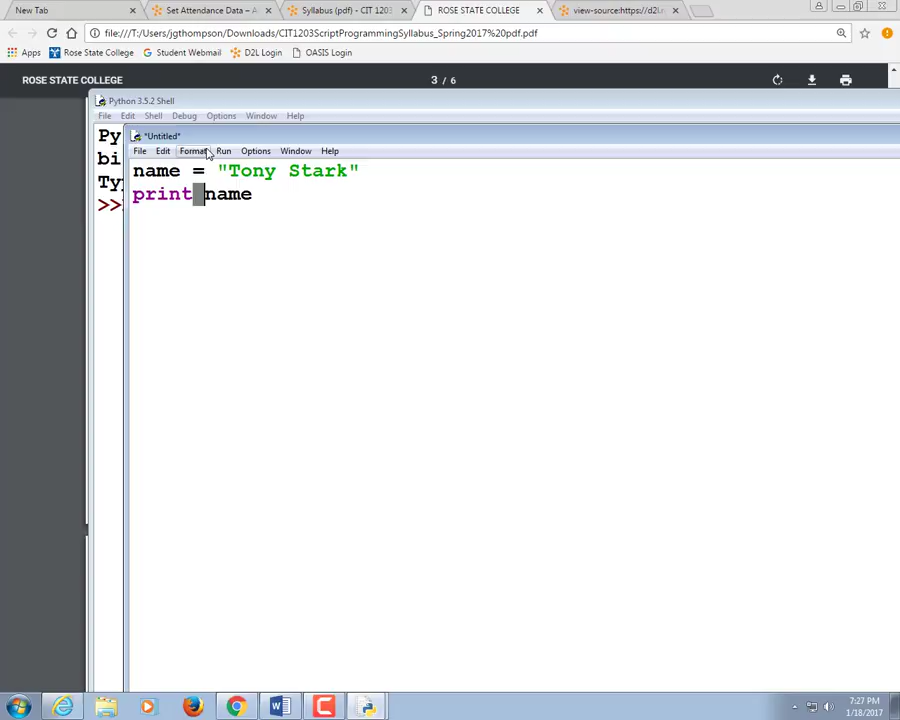 New Tab
Set Attendance Data – A
Syllabus (pdf) - CIT 1203
ROSE STATE COLLEGE
view-source:https://d2l.
file:///T:/Users/jgthompson/Downloads/CIT1203ScriptProgrammingSyllabus_Spring2017%20pdf.pdf
Apps Rose State College Student Webmail D2L Login OASIS Login
ROSE STATE COLLEGE 3 / 6
Python 3.5.2 Shell
File Edit Shell Debug Options Window Help
Py
*Untitled*
bi
File Edit Format Run Options Window Help
Ty
name = "Tony Stark"
>>
print name
7:27 PM
1/18/2017